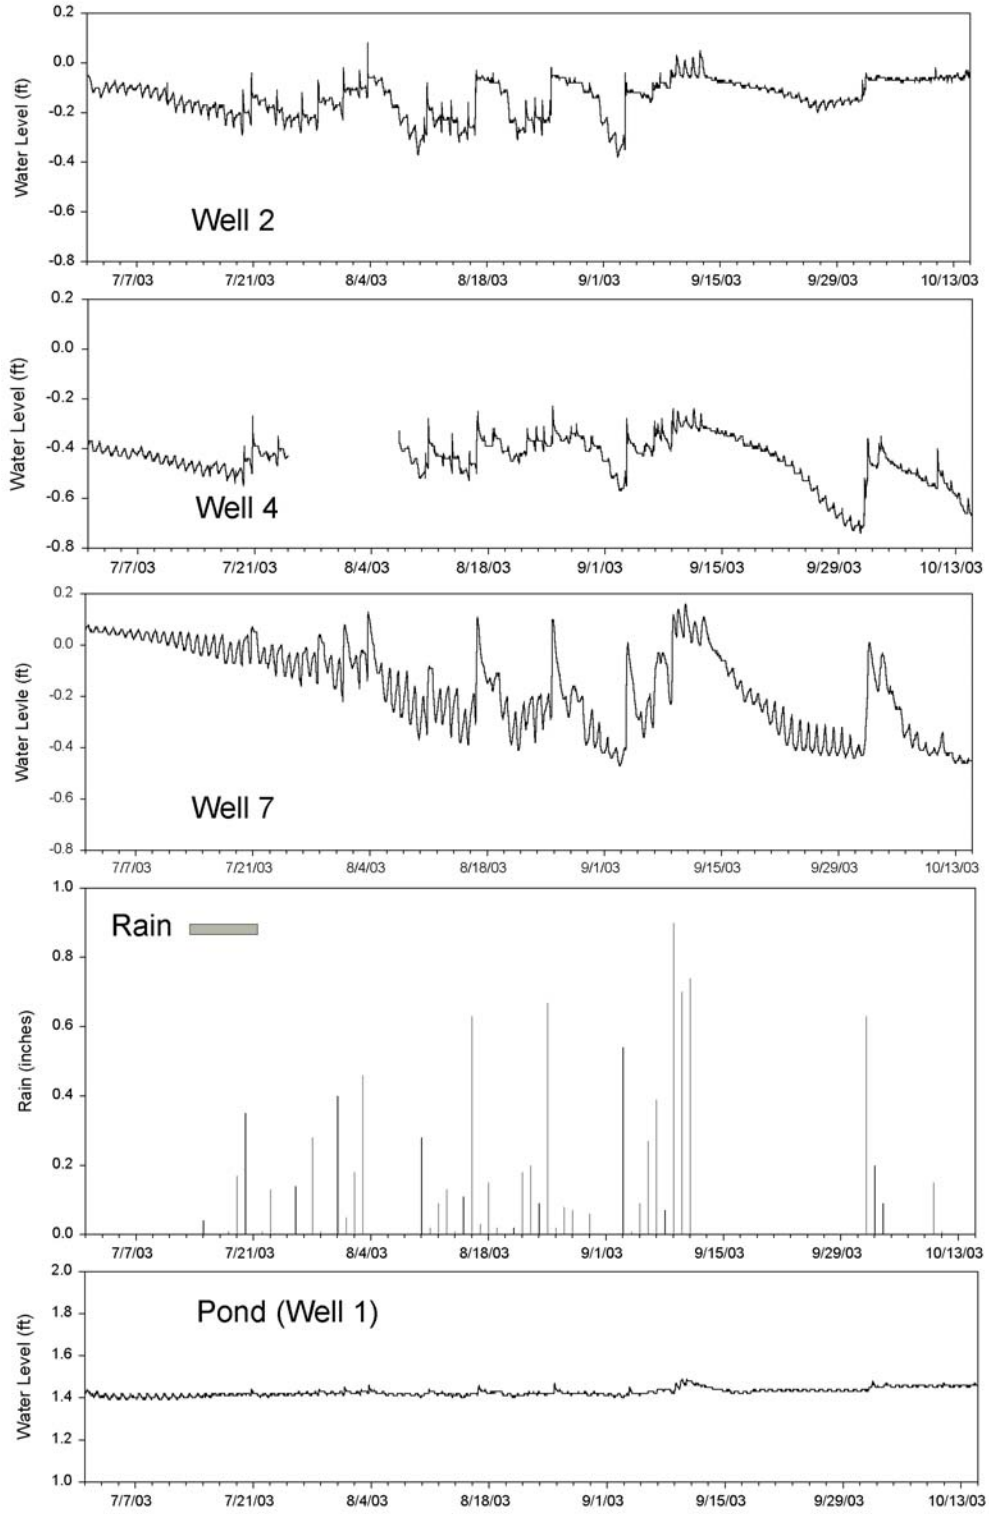 0.2
0.0
-0.2
-0.4
-0.6
-0.8
Water Level (ft)
Well 2
7/7/03 7/21/03 8/4/03 8/18/03 9/1/03 9/15/03 9/29/03 10/13/03
0.2
0.0
-0.2
-0.4
-0.6
-0.8
Water Level (ft)
Well 4
7/7/03 7/21/03 8/4/03 8/18/03 9/1/03 9/15/03 9/29/03 10/13/03
0.2
0.0
-0.2
-0.4
-0.6
-0.8
Water Levle (ft)
Well 7
7/7/03 7/21/03 8/4/03 8/18/03 9/1/03 9/15/03 9/29/03 10/13/03
1.0
0.8
0.6
0.4
0.2
0.0
Rain (inches)
Rain
7/7/03 7/21/03 8/4/03 8/18/03 9/1/03 9/15/03 9/29/03 10/13/03
2.0
1.8
1.6
1.4
1.2
1.0
Water Level (ft)
Pond (Well 1)
7/7/03 7/21/03 8/4/03 8/18/03 9/1/03 9/15/03 9/29/03 10/13/03